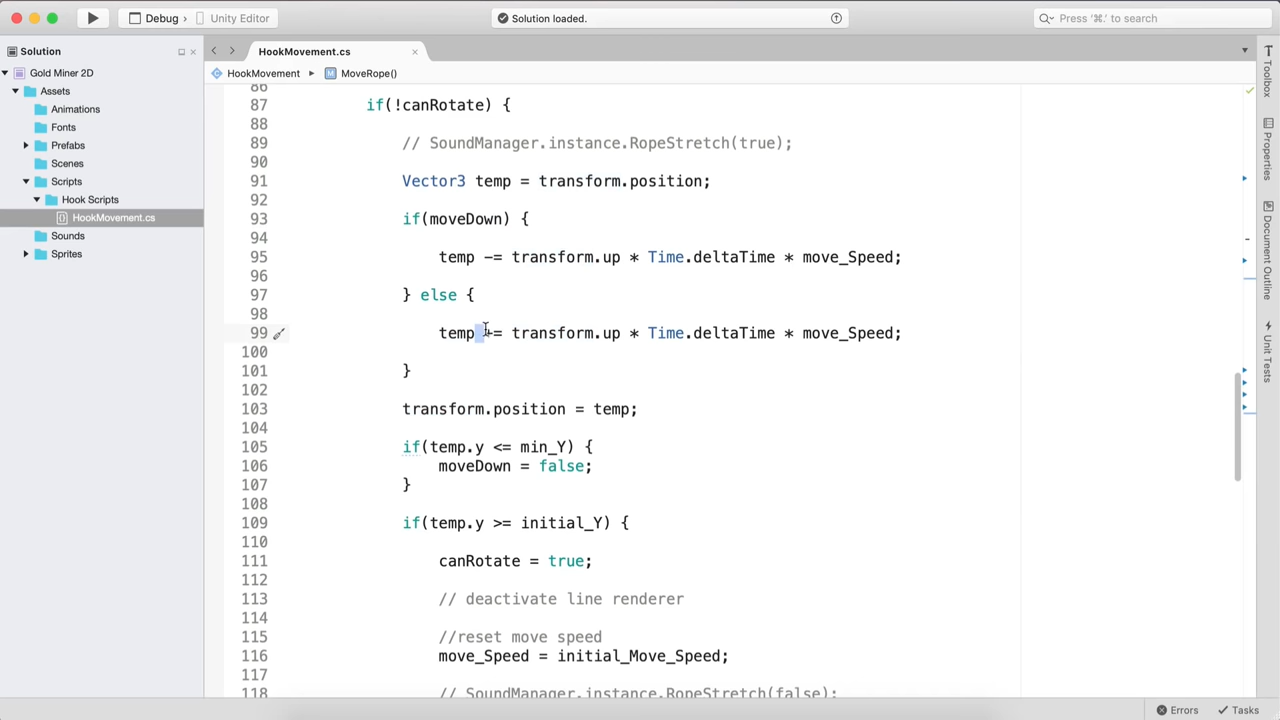 Debug › Unity Editor
Solution loaded.
Press '⌘.' to search
Solution
HookMovement.cs
Gold Miner 2D
HookMovement ▸ MoveRope()
Assets
Animations
Fonts
Prefabs
Scenes
Scripts
Hook Scripts
HookMovement.cs
Sounds
Sprites
86
87 if(!canRotate) {
88
89 // SoundManager.instance.RopeStretch(true);
90
91 Vector3 temp = transform.position;
92
93 if(moveDown) {
94
95 temp -= transform.up * Time.deltaTime * move_Speed;
96
97 } else {
98
99 temp += transform.up * Time.deltaTime * move_Speed;
100
101 }
102
103 transform.position = temp;
104
105 if(temp.y <= min_Y) {
106 moveDown = false;
107 }
108
109 if(temp.y >= initial_Y) {
110
111 canRotate = true;
112
113 // deactivate line renderer
114
115 //reset move speed
116 move_Speed = initial_Move_Speed;
117
118 // SoundManager.instance.RopeStretch(false);
Toolbox
Properties
Document Outline
Unit Tests
Errors
Tasks